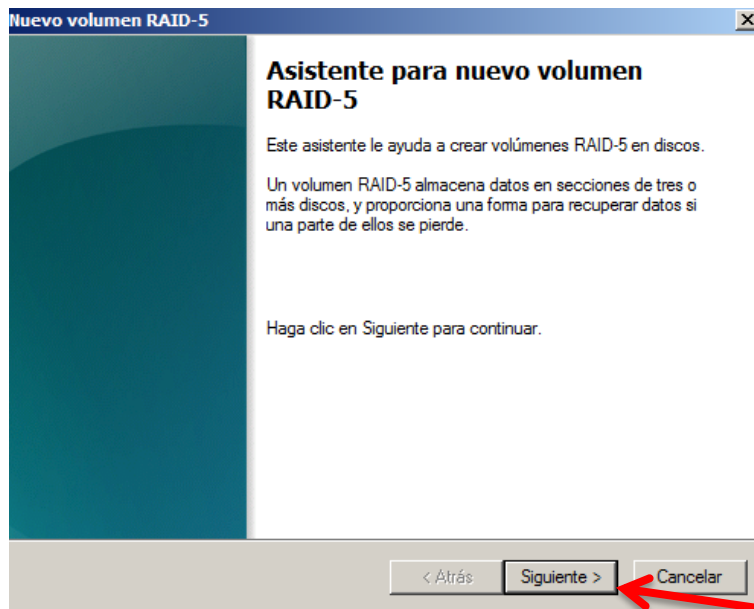 Nuevo volumen RAID-5
Asistente para nuevo volumen
RAID-5
Este asistente le ayuda a crear volúmenes RAID-5 en discos.
Un volumen RAID-5 almacena datos en secciones de tres o
más discos, y proporciona una forma para recuperar datos si
una parte de ellos se pierde.
Haga clic en Siguiente para continuar.
< Atrás Siguiente > Cancelar